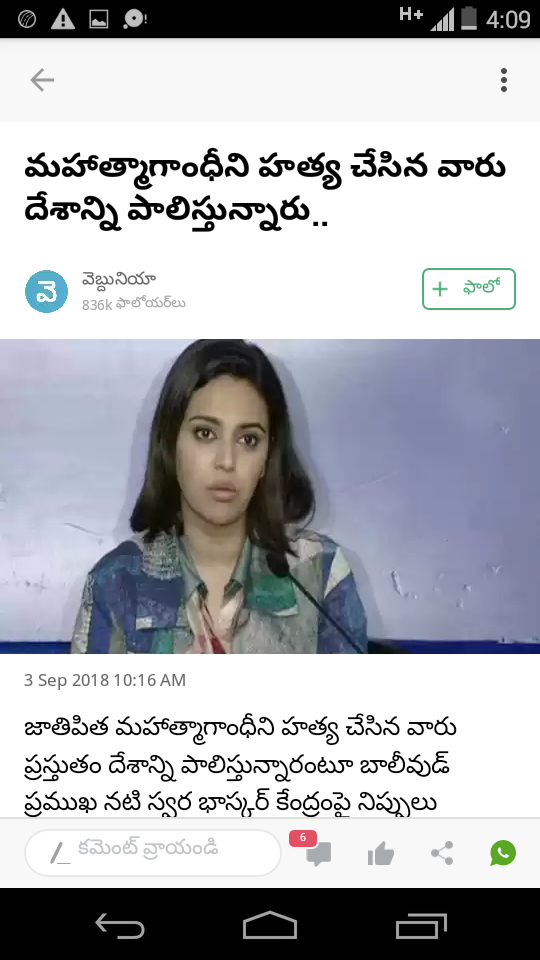 H+ 4:09
మహాత్మాగాంధీని హత్య చేసిన వారు
దేశాన్ని పాలిస్తున్నారు..
వె
వెబ్దునియా
836k ఫాలోయర్‌లు
+ ఫాలో
3 Sep 2018 10:16 AM
జాతిపిత మహాత్మాగాంధీని హత్య చేసిన వారు
ప్రస్తుతం దేశాన్ని పాలిస్తున్నారంటూ బాలీవుడ్
ప్రముఖ నటి స్వర భాస్కర్ కేంద్రంపై నిప్పులు
కమెంట్ వ్రాయండి
6